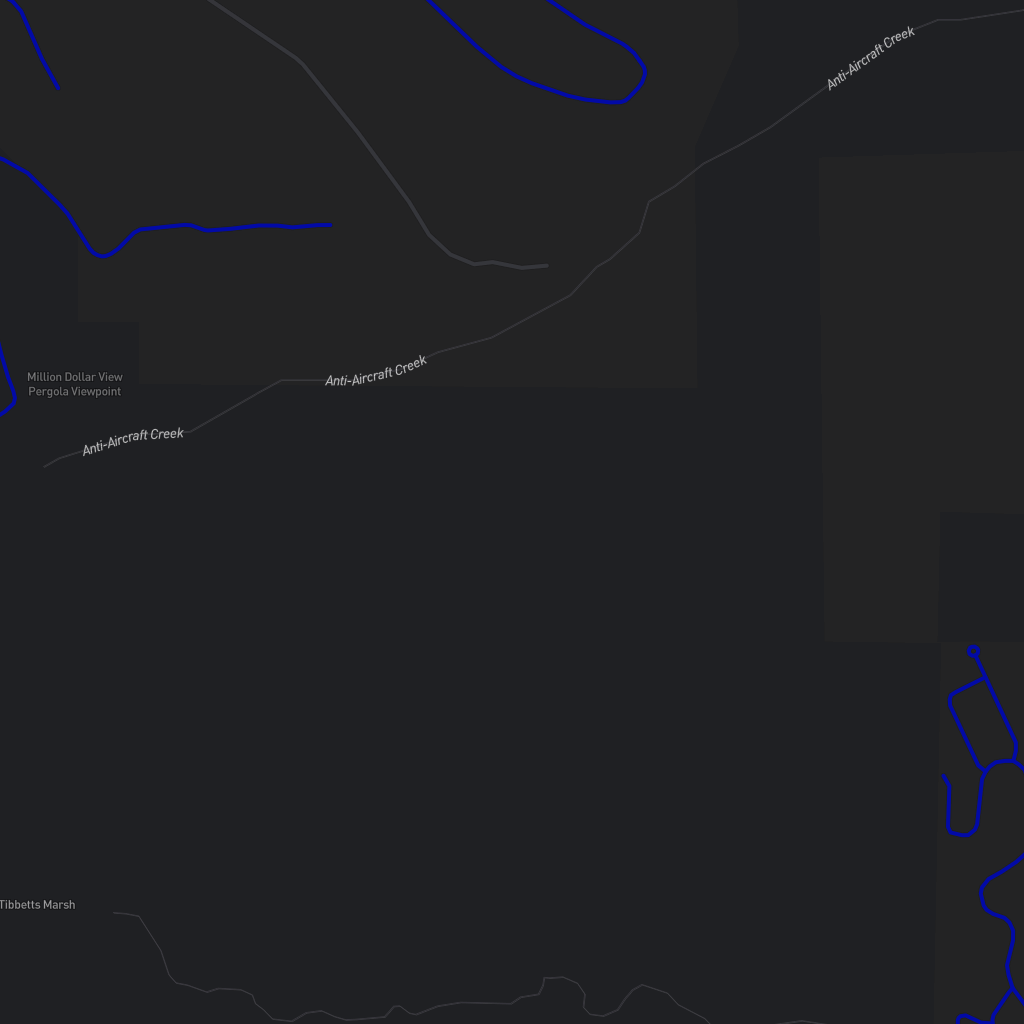 Anti-Aircraft Creek
Anti-Aircraft Creek
Million Dollar View
Pergola Viewpoint
Anti-Aircraft Creek
Tibbetts Marsh